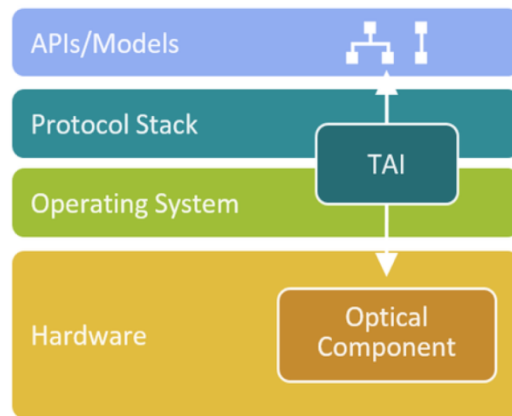 APIs/Models
Protocol Stack
TAI
Operating System
Hardware
Optical
Component